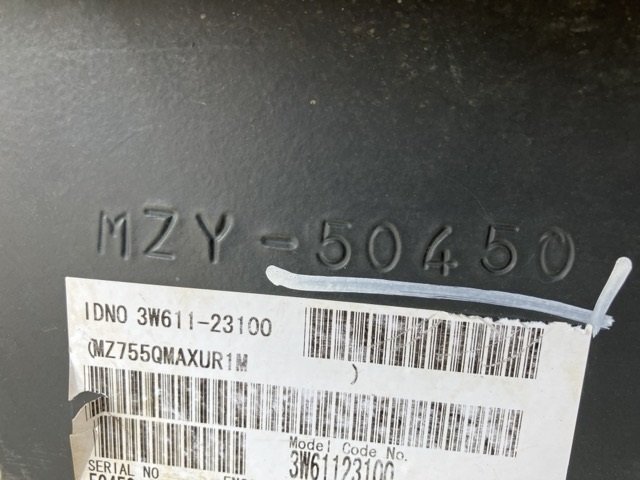 MZY-50450
IDNO 3W611-23100
(MZ755QMAXUR1M )
Model Code No.
3W61123100
SERIAL NO